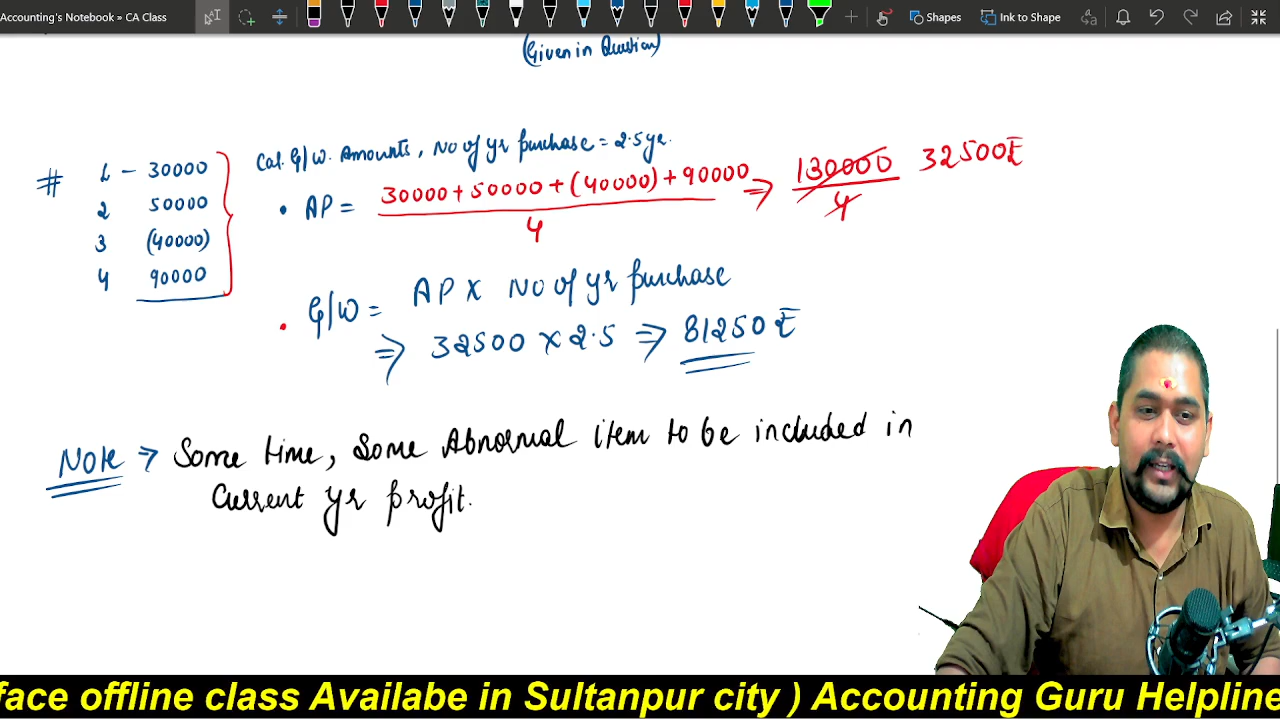 Accounting's Notebook » CA Class
Shapes
Ink to Shape
(Given in Question)
# 1 - 30000
2 50000
3 (40000)
4 90000
Cal. G/W. Amounts, No of yr purchase = 2.5 yr.
• AP = 30000 + 50000 + (40000) + 90000 / 4 ⇒ 130000 / 4 32500₹
• G/W = AP x No of yr purchase
⇒ 32500 x 2.5 ⇒ 81250 ₹
Note → Some time, Some Abnormal item to be included in
Current yr profit.
face offline class Availabe in Sultanpur city ) Accounting Guru Helpline